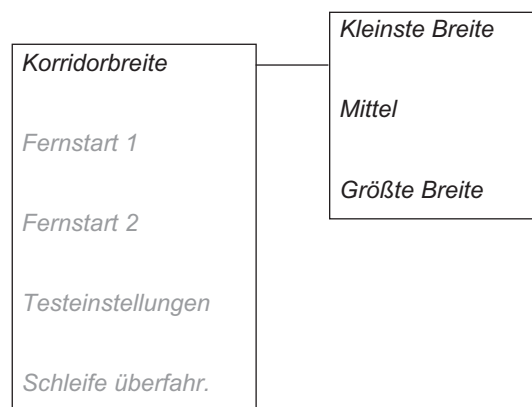 Korridorbreite
Fernstart 1
Fernstart 2
Testeinstellungen
Schleife überfahr.
Kleinste Breite
Mittel
Größte Breite